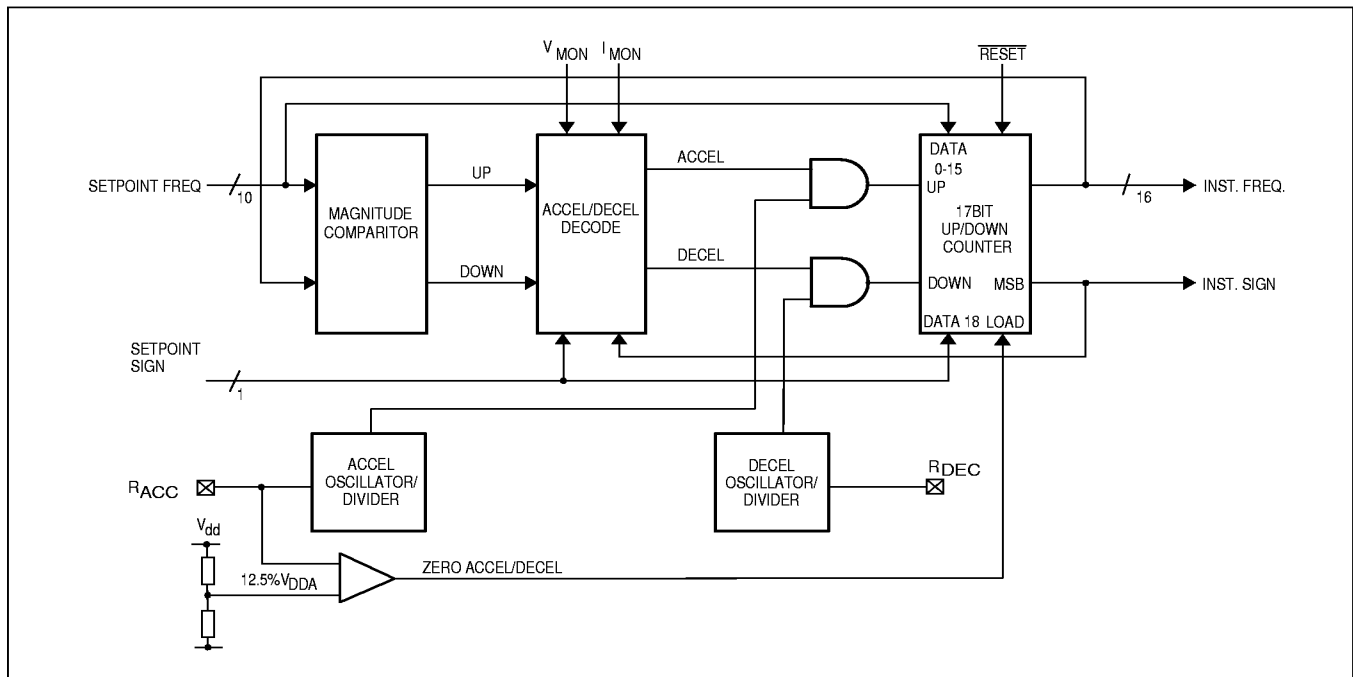 V MON I MON
RESET
DATA
0-15
UP
SETPOINT FREQ
10
MAGNITUDE
COMPARITOR
UP
DOWN
ACCEL/DECEL
DECODE
ACCEL
DECEL
17BIT
UP/DOWN
COUNTER
DOWN MSB
DATA 18 LOAD
16
INST. FREQ.
INST. SIGN
SETPOINT
SIGN
1
RACC
ACCEL
OSCILLATOR/
DIVIDER
DECEL
OSCILLATOR/
DIVIDER
RDEC
Vdd
12.5%VDDA
ZERO ACCEL/DECEL